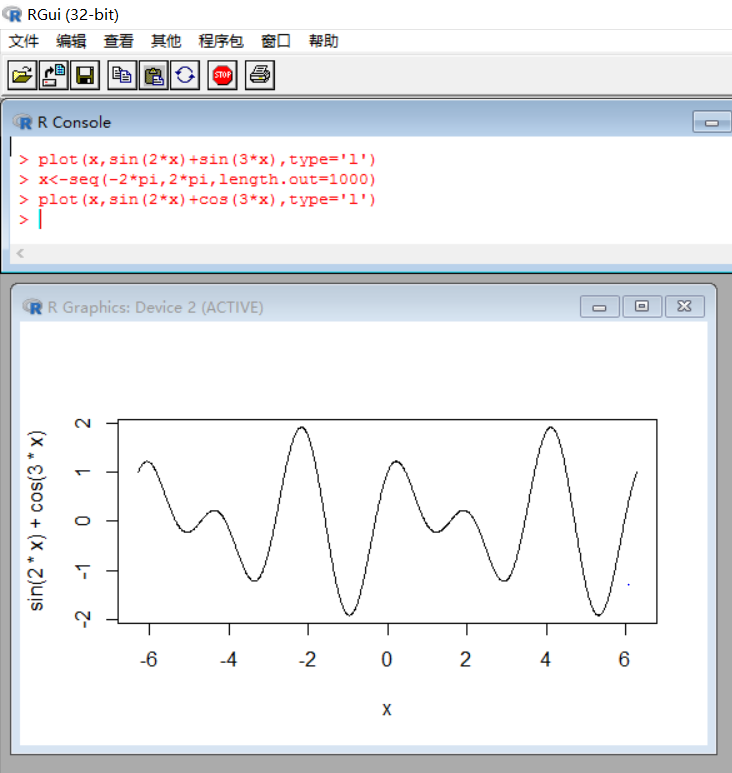 RGui (32-bit)
文件 编辑 查看 其他 程序包 窗口 帮助
STOP
R Console
> plot(x,sin(2*x)+sin(3*x),type='l')
> x<-seq(-2*pi,2*pi,length.out=1000)
> plot(x,sin(2*x)+cos(3*x),type='l')
>
R Graphics: Device 2 (ACTIVE)
sin(2 * x) + cos(3 * x)
2
1
0
-1
-2
-6 -4 -2 0 2 4 6
x